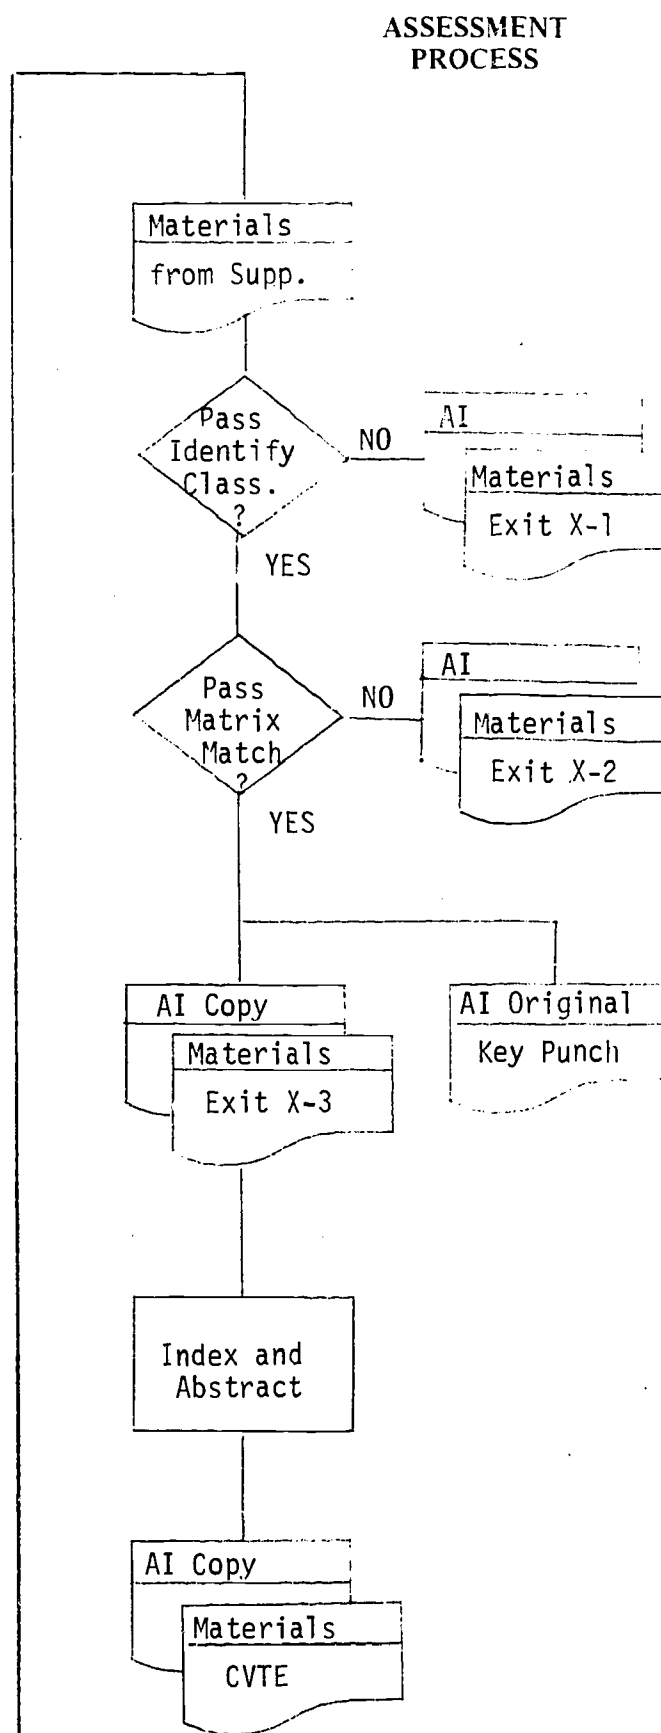 ASSESSMENT
PROCESS
Materials
from Supp.
Pass
Identify
Class.
?
NO
AI
Materials
Exit X-1
YES
Pass
Matrix
Match
?
NO
AI
Materials
Exit X-2
YES
AI Copy
Materials
Exit X-3
AI Original
Key Punch
Index and
Abstract
AI Copy
Materials
CVTE